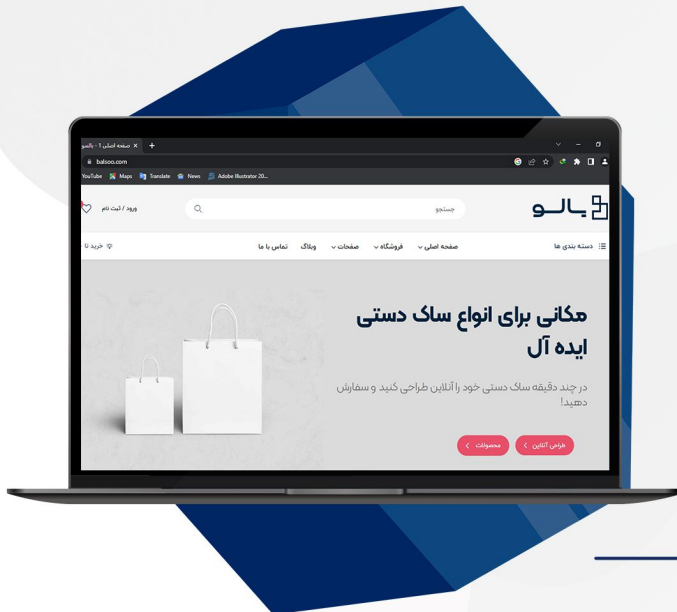 صفحه اصلی 1 - بالسو
balsoo.com
YouTube Maps Translate News Adobe Illustrator 20...
بالسو
جستجو
ورود / ثبت نام
دسته بندی ها
صفحه اصلی
فروشگاه
صفحات
وبلاگ
تماس با ما
خرید تا
مکانی برای انواع ساک دستی
ایده آل
در چند دقیقه ساک دستی خود را آنلاین طراحی کنید و سفارش
دهید!
طراحی آنلاین
محصولات